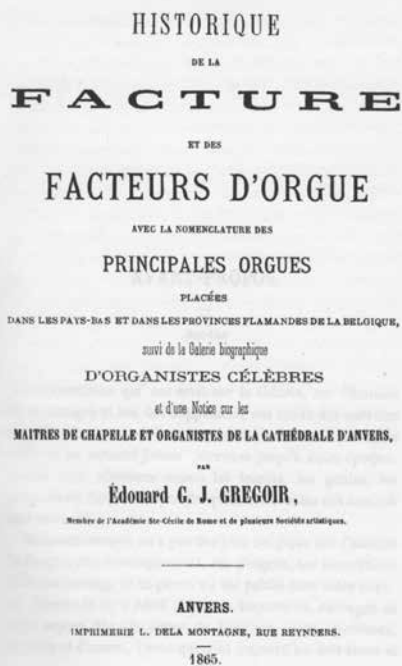 HISTORIQUE
DE LA
FACTURE
ET DES
FACTEURS D'ORGUE
AVEC LA NOMENCLATURE DES
PRINCIPALES ORGUES
PLACÉES
DANS LES PAYS-BAS ET DANS LES PROVINCES FLAMANDES DE LA BELGIQUE,
suivi de la Galerie biographique
D'ORGANISTES CÉLÈBRES
et d'une Notice sur les
MAITRES DE CHAPELLE ET ORGANISTES DE LA CATHÉDRALE D'ANVERS,
PAR
Édouard G. J. GREGOIR,
Membre de l'Académie Ste-Cécile de Rome et de plusieurs Sociétés artistiques.
ANVERS.
IMPRIMERIE L. DELA MONTAGNE, RUE REYNDERS.
1865.